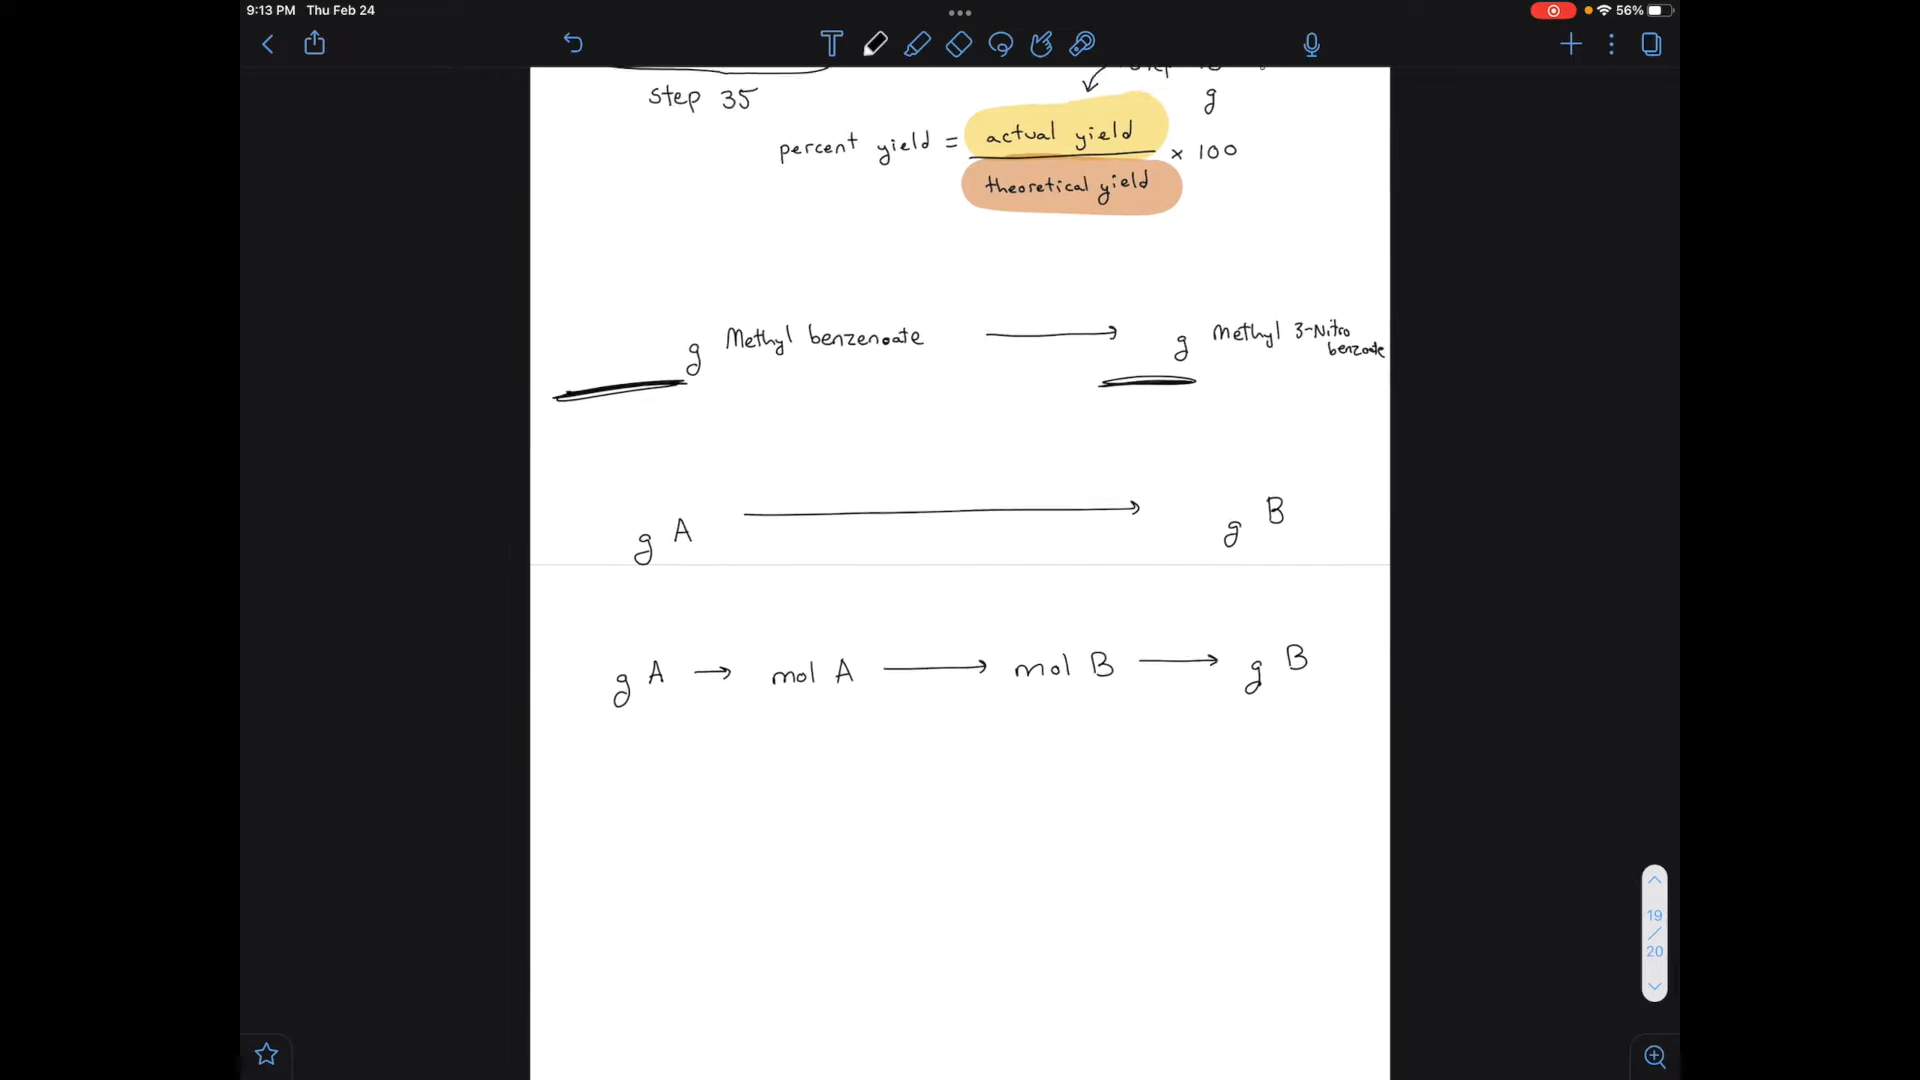 9:13 PM Thu Feb 24
56%
step 35
g
percent yield = actual yield / theoretical yield × 100
g Methyl benzenoate → g Methyl 3-Nitro
benzoate
g A → g B
g A → mol A → mol B → g B
19
/
20